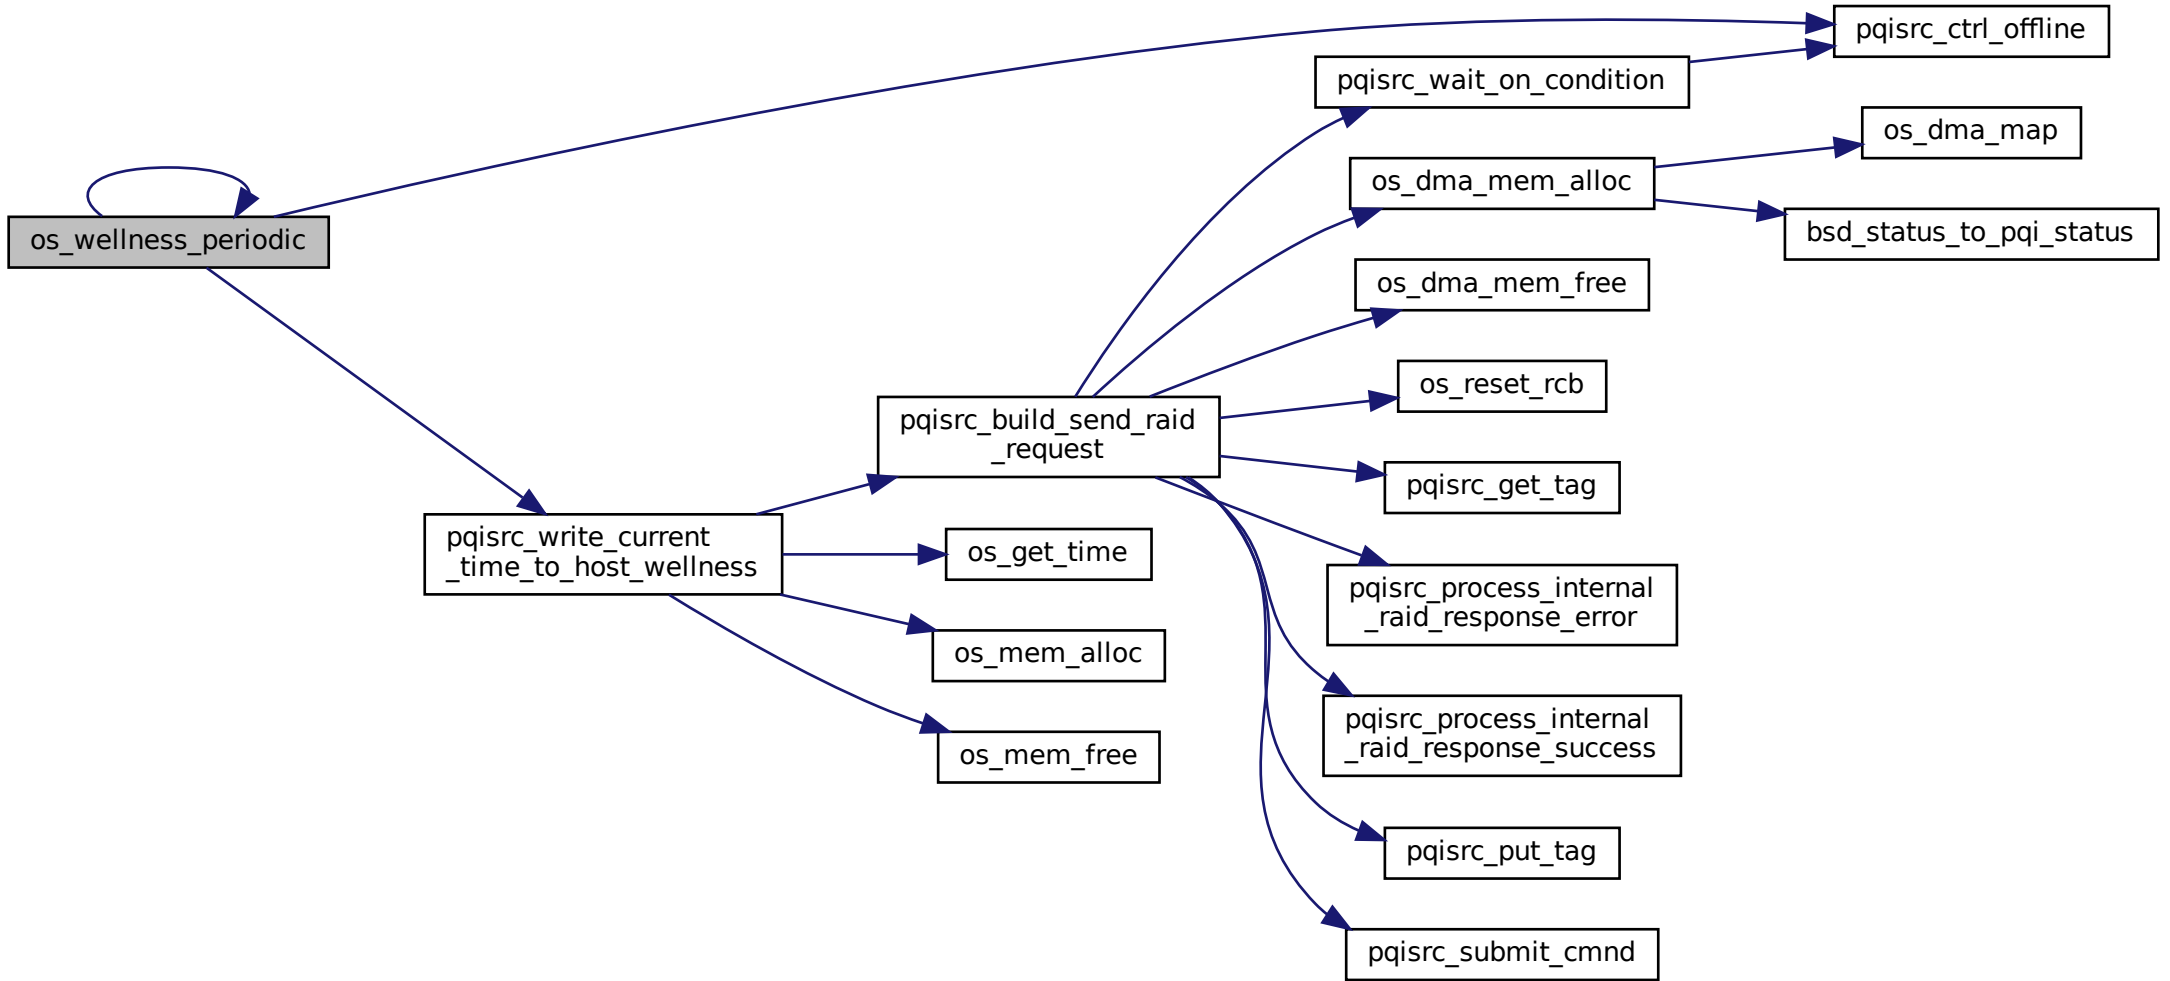 pqisrc_ctrl_offline
pqisrc_wait_on_condition
os_dma_map
os_dma_mem_alloc
os_wellness_periodic
bsd_status_to_pqi_status
os_dma_mem_free
os_reset_rcb
pqisrc_build_send_raid
_request
pqisrc_get_tag
pqisrc_write_current
_time_to_host_wellness
os_get_time
pqisrc_process_internal
_raid_response_error
os_mem_alloc
pqisrc_process_internal
_raid_response_success
os_mem_free
pqisrc_put_tag
pqisrc_submit_cmnd